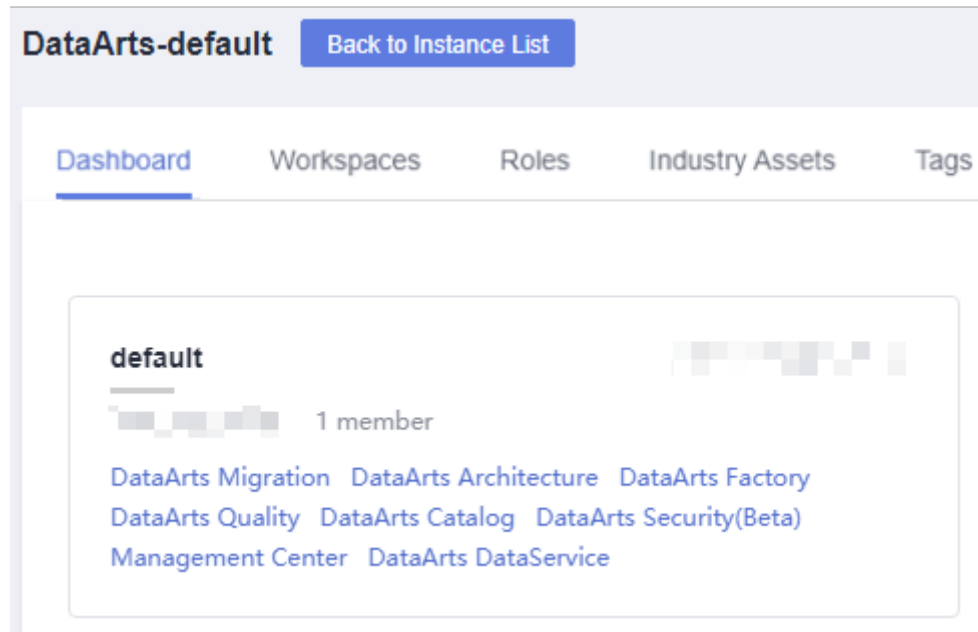 DataArts-default Back to Instance List
Dashboard Workspaces Roles Industry Assets Tags
default
1 member
DataArts Migration DataArts Architecture DataArts Factory
DataArts Quality DataArts Catalog DataArts Security(Beta)
Management Center DataArts DataService